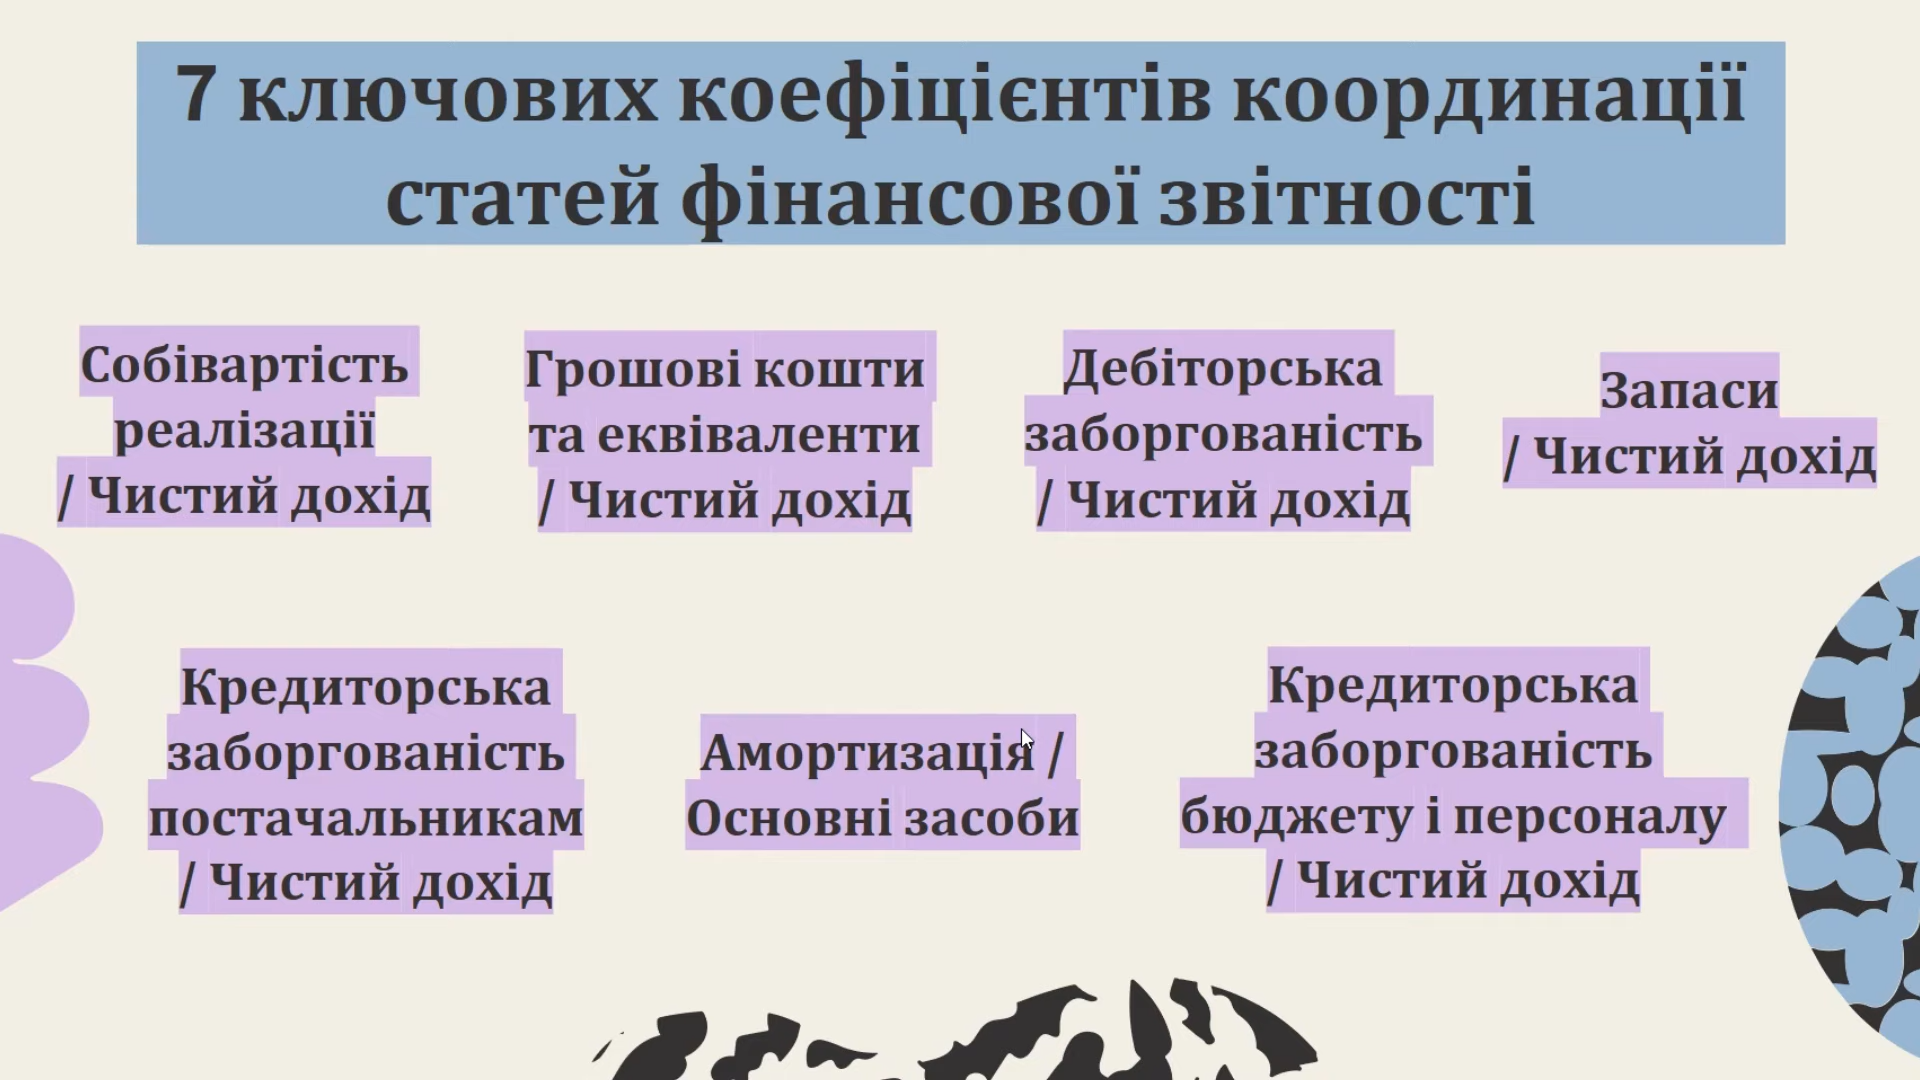 7 ключових коефіцієнтів координації
статей фінансової звітності
Собівартість
реалізації
/ Чистий дохід
Грошові кошти
та еквіваленти
/ Чистий дохід
Дебіторська
заборгованість
/ Чистий дохід
Запаси
/ Чистий дохід
Кредиторська
заборгованість
постачальникам
/ Чистий дохід
Амортизація /
Основні засоби
Кредиторська
заборгованість
бюджету і персоналу
/ Чистий дохід